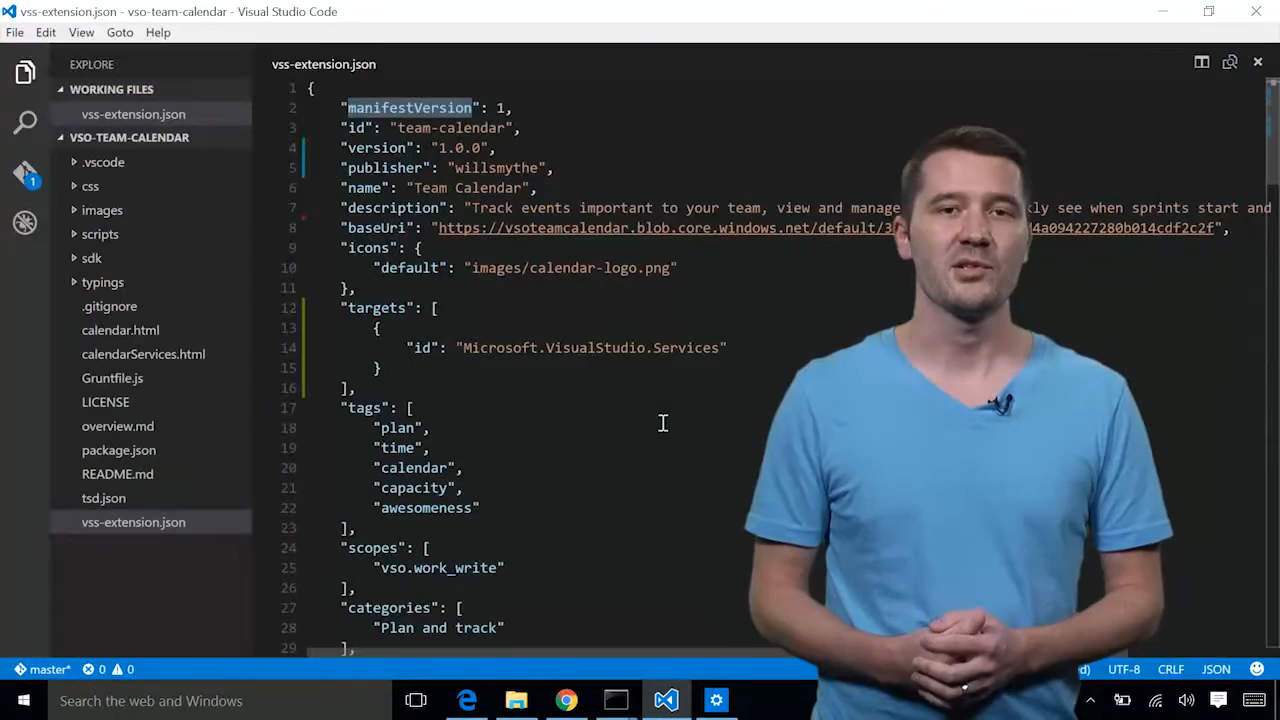 vss-extension.json - vso-team-calendar - Visual Studio Code
File Edit View Goto Help
EXPLORE
WORKING FILES
vss-extension.json
VSO-TEAM-CALENDAR
.vscode
css
images
scripts
sdk
typings
.gitignore
calendar.html
calendarServices.html
Gruntfile.js
LICENSE
overview.md
package.json
README.md
tsd.json
vss-extension.json
1
vss-extension.json
1 {
2 "manifestVersion": 1,
3 "id": "team-calendar",
4 "version": "1.0.0",
5 "publisher": "willsmythe",
6 "name": "Team Calendar",
7 "description": "Track events important to your team, view and manage kly see when sprints start and
8 "baseUri": "https://vsoteamcalendar.blob.core.windows.net/default/3 4a094227280b014cdf2c2f",
9 "icons": {
10 "default": "images/calendar-logo.png"
11 },
12 "targets": [
13 {
14 "id": "Microsoft.VisualStudio.Services"
15 }
16 ],
17 "tags": [
18 "plan",
19 "time",
20 "calendar",
21 "capacity",
22 "awesomeness"
23 ],
24 "scopes": [
25 "vso.work_write"
26 ],
27 "categories": [
28 "Plan and track"
29 ],
master* 0 0 d) UTF-8 CRLF JSON
Search the web and Windows